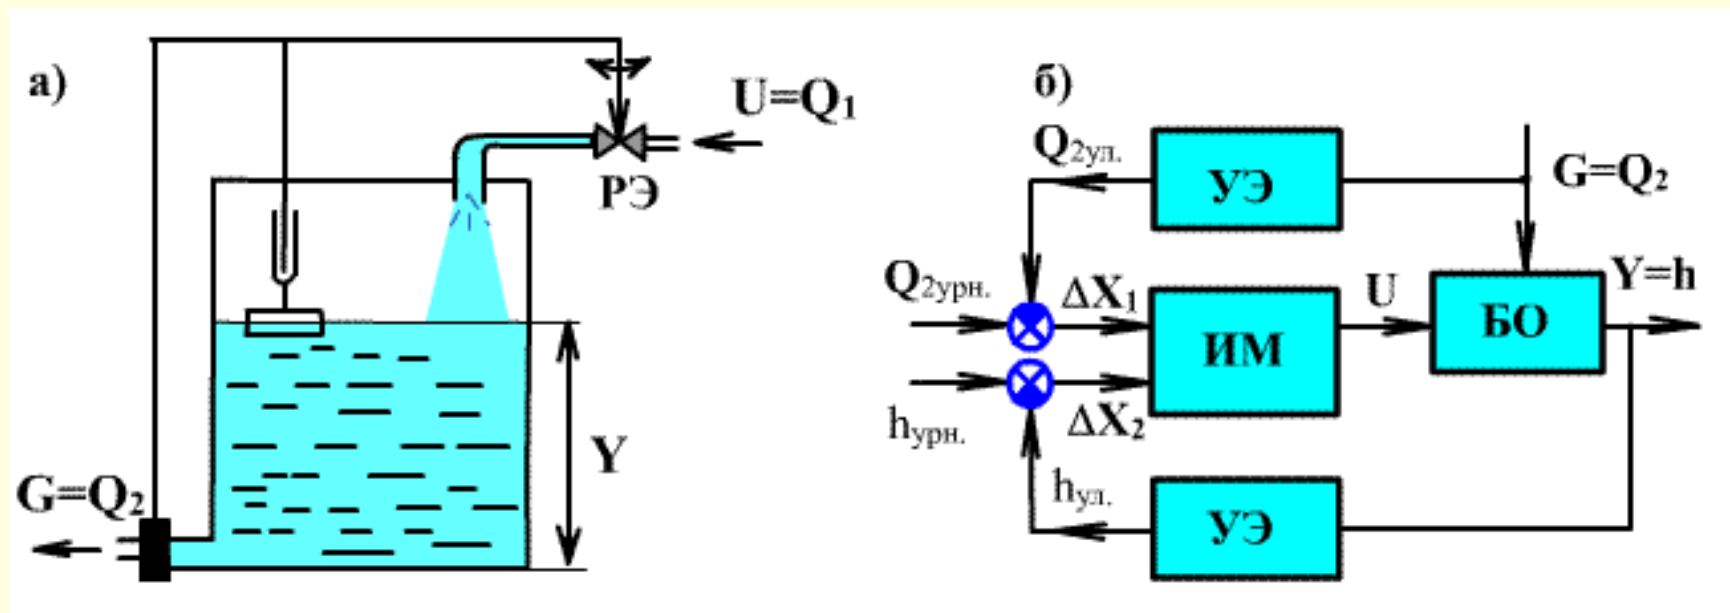 а)
U=Q1
РЭ
Y
G=Q2
б)
Q2ул.
УЭ
G=Q2
Q2урн.
ΔX1
U
Y=h
ИМ
БО
hурн.
ΔX2
hул.
УЭ